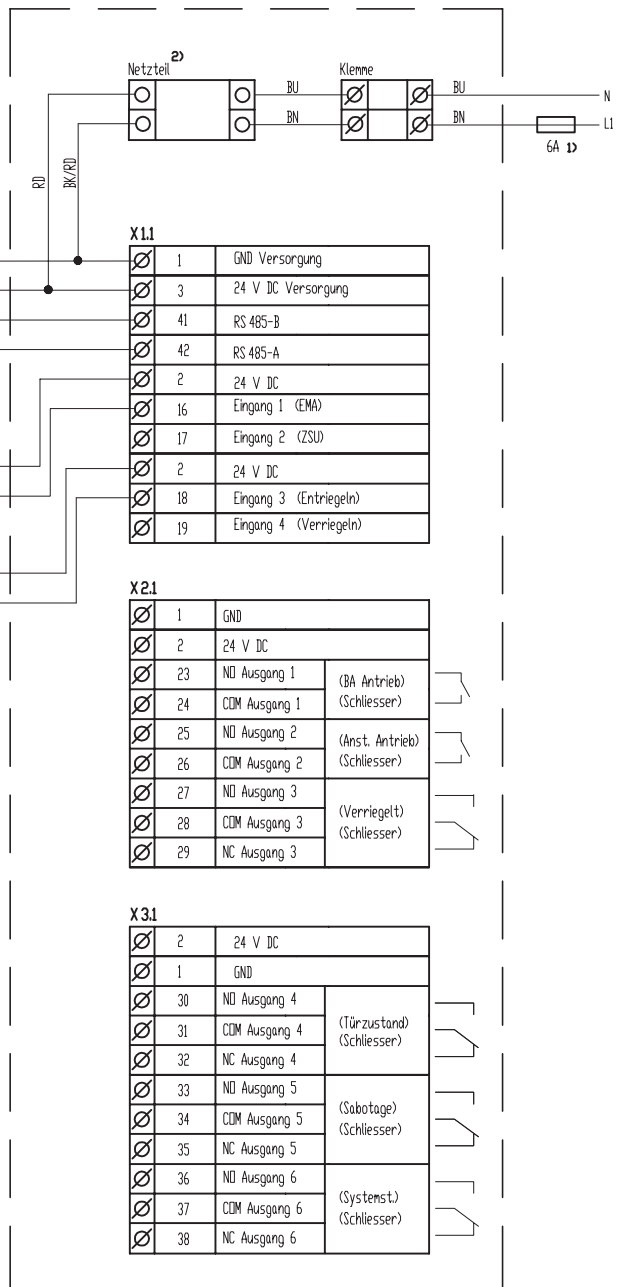 2)
Netzteil
Klemme
BU
BU
N
BN
BN
L1
6A 1)
RD
BK/RD
X1.1
1 GND Versorgung
3 24 V DC Versorgung
41 RS 485-B
42 RS 485-A
2 24 V DC
16 Eingang 1 (EMA)
17 Eingang 2 (ZSU)
2 24 V DC
18 Eingang 3 (Entriegeln)
19 Eingang 4 (Verriegeln)
X2.1
1 GND
2 24 V DC
23 NO Ausgang 1
(BA Antrieb)
24 COM Ausgang 1
(Schliesser)
25 NO Ausgang 2
(Anst. Antrieb)
26 COM Ausgang 2
(Schliesser)
27 NO Ausgang 3
(Verriegelt)
28 COM Ausgang 3
(Schliesser)
29 NC Ausgang 3
X3.1
2 24 V DC
1 GND
30 NO Ausgang 4
(Türzustand)
31 COM Ausgang 4
(Schliesser)
32 NC Ausgang 4
33 NO Ausgang 5
(Sabotage)
34 COM Ausgang 5
(Schliesser)
35 NC Ausgang 5
36 NO Ausgang 6
(Systemst.)
37 COM Ausgang 6
(Schliesser)
38 NC Ausgang 6